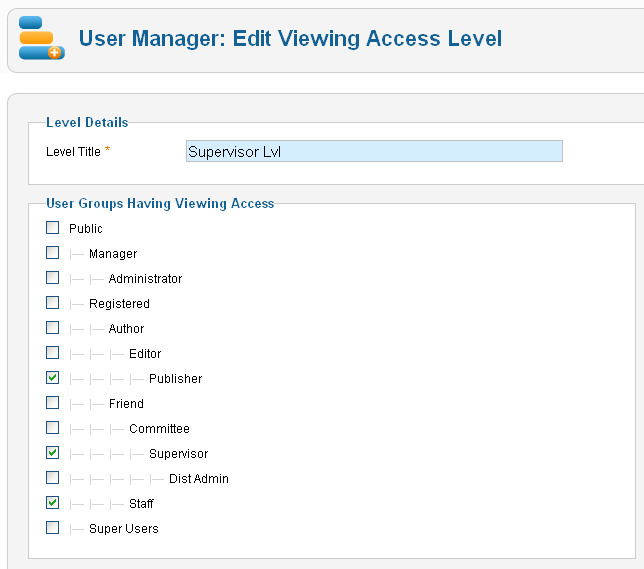 User Manager: Edit Viewing Access Level
Level Details
Level Title *
Supervisor Lvl
User Groups Having Viewing Access
Public
Manager
Administrator
Registered
Author
Editor
Publisher
Friend
Committee
Supervisor
Dist Admin
Staff
Super Users